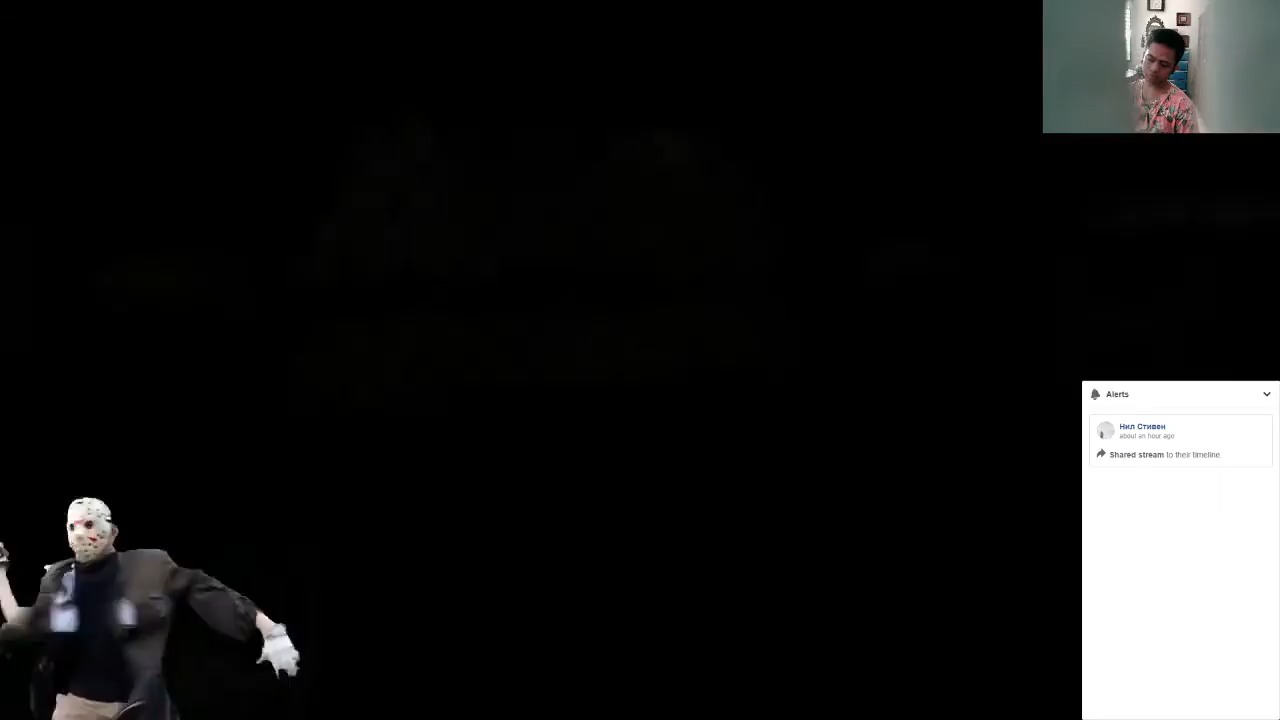 Alerts
Нил Стивен
about an hour ago
Shared stream to their timeline